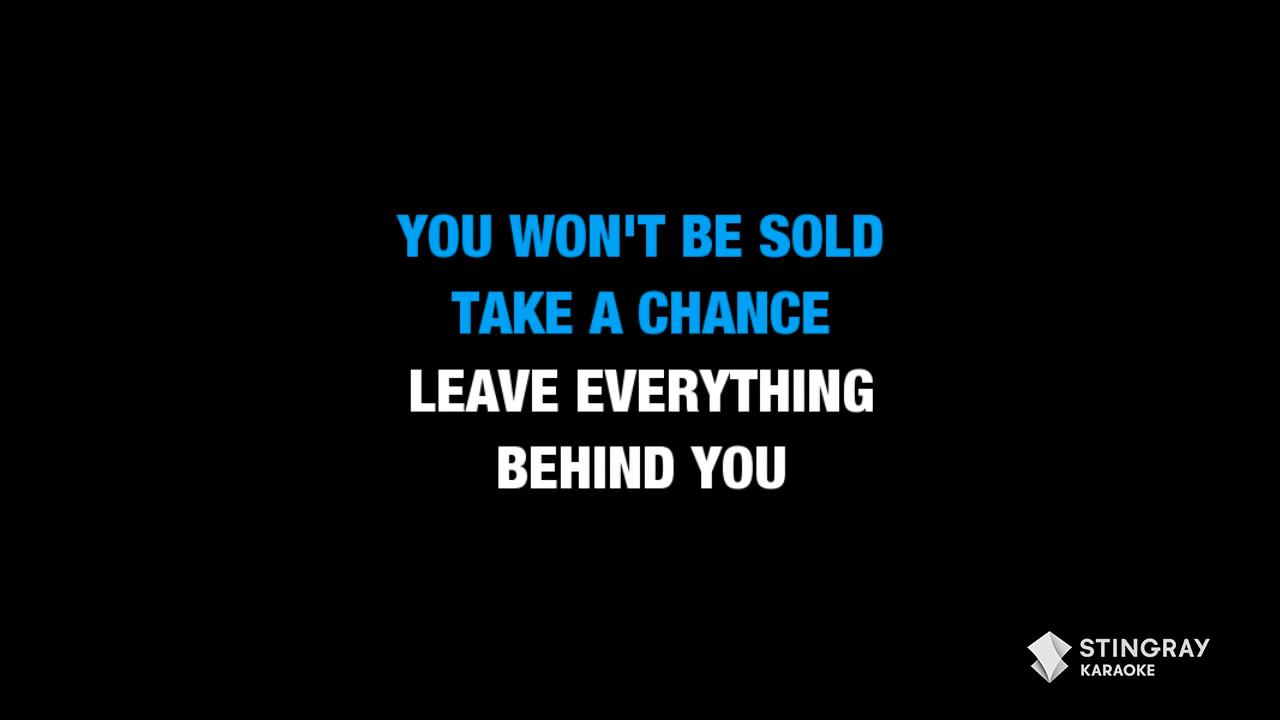 YOU WON'T BE SOLD
TAKE A CHANCE
LEAVE EVERYTHING
BEHIND YOU
STINGRAY
KARAOKE